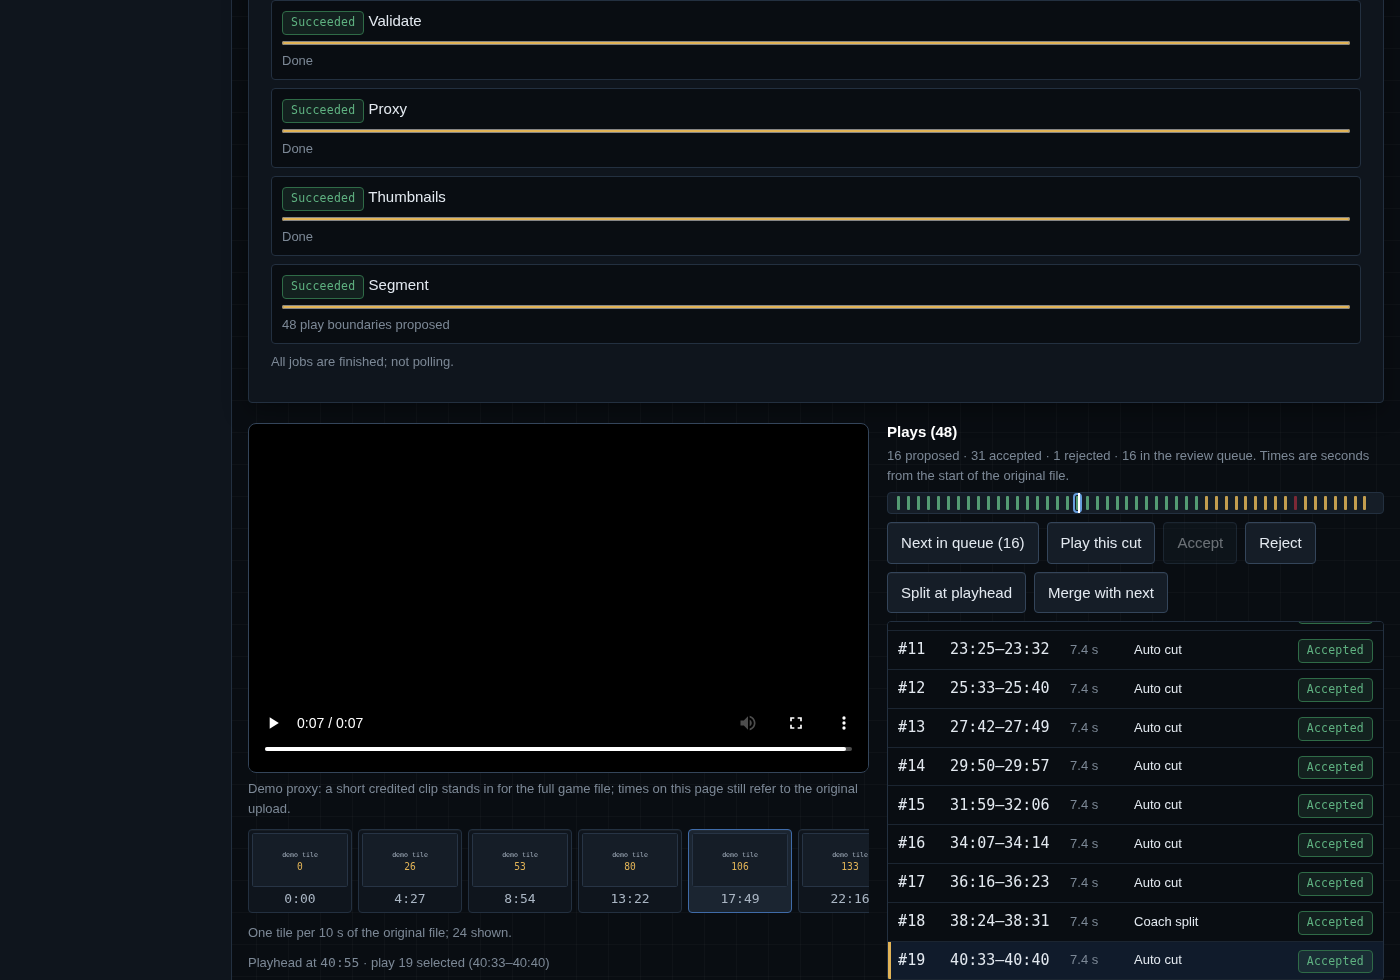 Succeeded Validate
Done
Succeeded Proxy
Done
Succeeded Thumbnails
Done
Succeeded Segment
48 play boundaries proposed
All jobs are finished; not polling.
0:07 / 0:07
Demo proxy: a short credited clip stands in for the full game file; times on this page still refer to the original
upload.
demo tile 0 0:00
demo tile 26 4:27
demo tile 53 8:54
demo tile 80 13:22
demo tile 106 17:49
demo tile 133 22:16
One tile per 10 s of the original file; 24 shown.
Playhead at 40:55 · play 19 selected (40:33–40:40)
Plays (48)
16 proposed · 31 accepted · 1 rejected · 16 in the review queue. Times are seconds
from the start of the original file.
Next in queue (16) Play this cut Accept Reject
Split at playhead Merge with next
#11 23:25–23:32 7.4 s Auto cut Accepted
#12 25:33–25:40 7.4 s Auto cut Accepted
#13 27:42–27:49 7.4 s Auto cut Accepted
#14 29:50–29:57 7.4 s Auto cut Accepted
#15 31:59–32:06 7.4 s Auto cut Accepted
#16 34:07–34:14 7.4 s Auto cut Accepted
#17 36:16–36:23 7.4 s Auto cut Accepted
#18 38:24–38:31 7.4 s Coach split Accepted
#19 40:33–40:40 7.4 s Auto cut Accepted